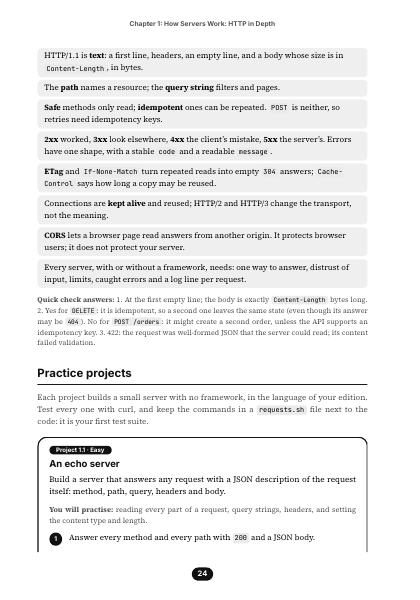 Chapter 1: How Servers Work: HTTP in Depth
HTTP/1.1 is text: a first line, headers, an empty line, and a body whose size is in
Content-Length, in bytes.
The path names a resource; the query string filters and pages.
Safe methods only read; idempotent ones can be repeated. POST is neither, so
retries need idempotency keys.
2xx worked, 3xx look elsewhere, 4xx the client's mistake, 5xx the server's. Errors
have one shape, with a stable code and a readable message.
ETag and If-None-Match turn repeated reads into empty 304 answers; Cache-
Control says how long a copy may be reused.
Connections are kept alive and reused; HTTP/2 and HTTP/3 change the transport,
not the meaning.
CORS lets a browser page read answers from another origin. It protects browser
users; it does not protect your server.
Every server, with or without a framework, needs: one way to answer, distrust of
input, limits, caught errors and a log line per request.
Quick check answers: 1. At the first empty line; the body is exactly Content-Length bytes long.
2. Yes for DELETE: it is idempotent, so a second one leaves the same state (even though its answer
may be 404). No for POST /orders: it might create a second order, unless the API supports an
idempotency key. 3. 422: the request was well-formed JSON that the server could read; its content
failed validation.
Practice projects
Each project builds a small server with no framework, in the language of your edition.
Test every one with curl, and keep the commands in a requests.sh file next to the
code: it is your first test suite.
Project 1.1 · Easy
An echo server
Build a server that answers any request with a JSON description of the request
itself: method, path, query, headers and body.
You will practise: reading every part of a request, query strings, headers, and setting
the content type and length.
1 Answer every method and every path with 200 and a JSON body.
24